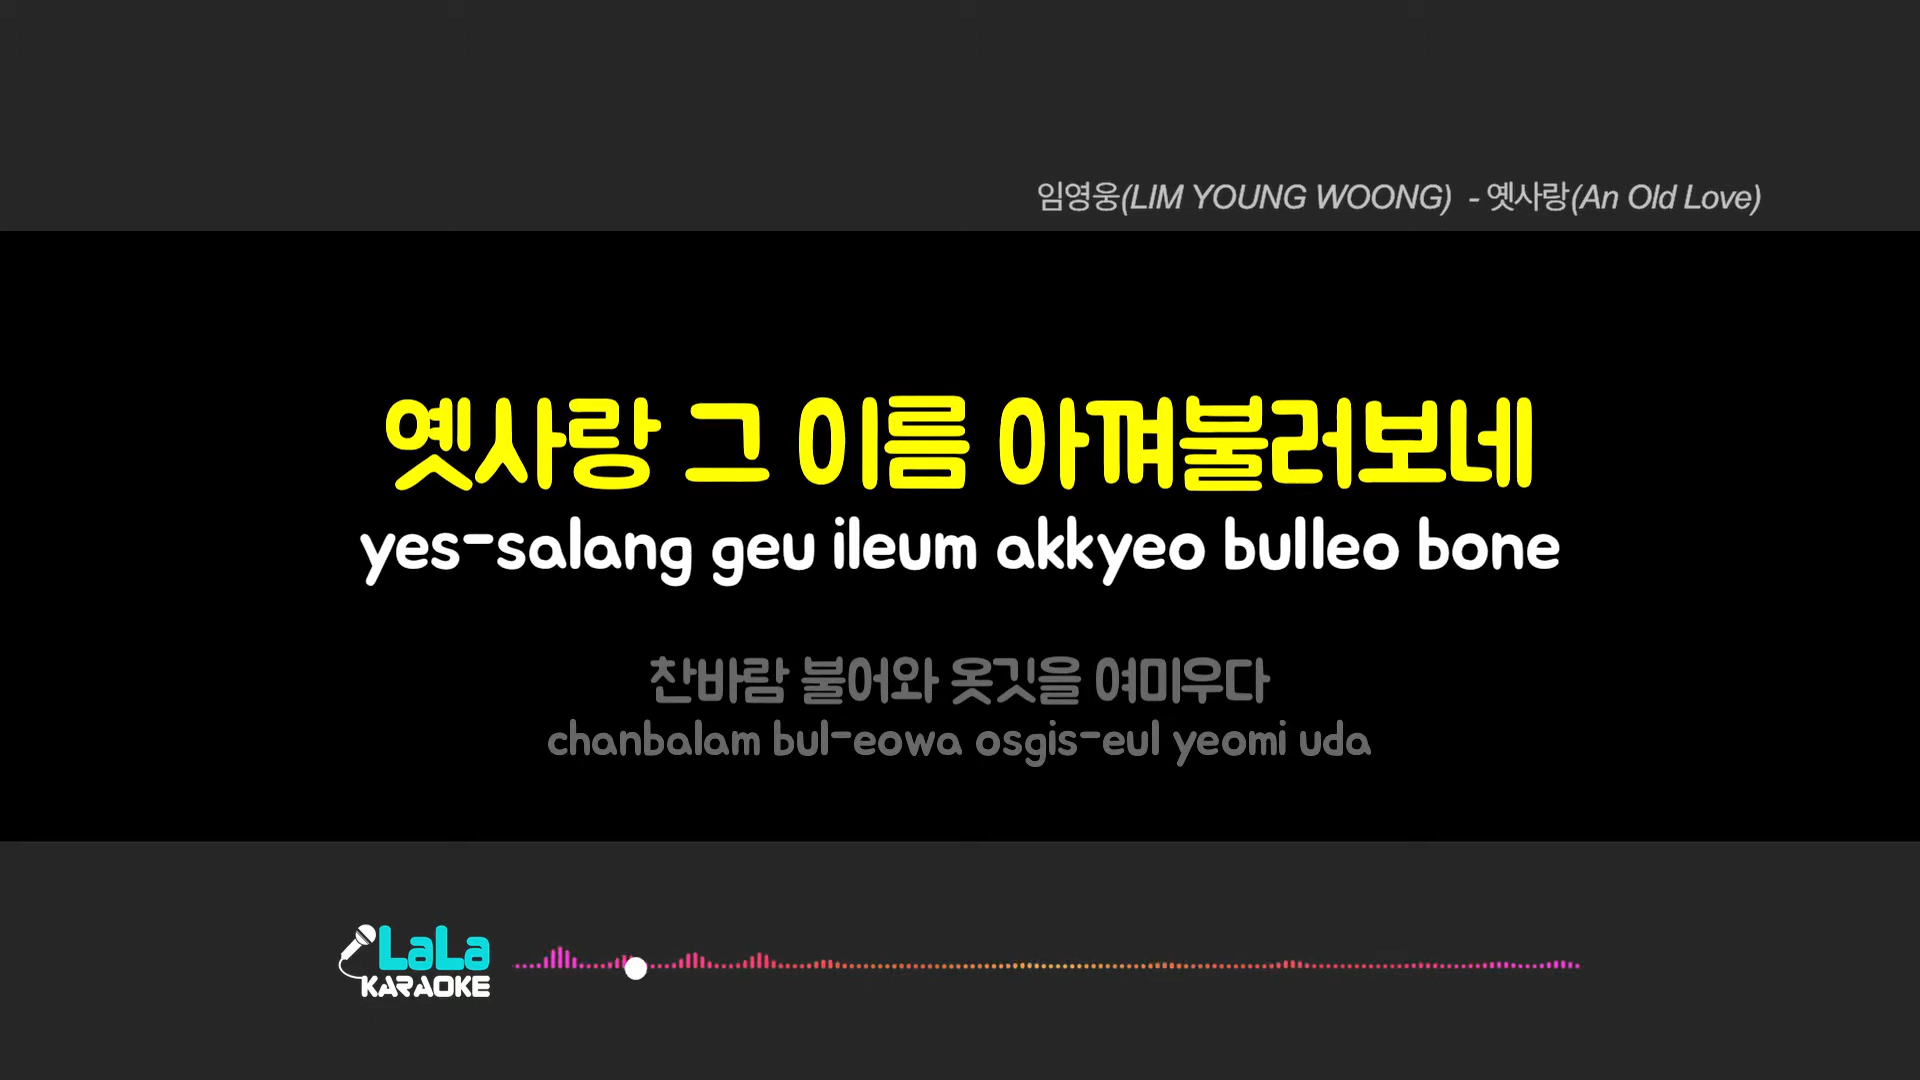 임영웅(LIM YOUNG WOONG) - 옛사랑(An Old Love)
옛사랑 그 이름 아껴불러보네
yes-salang geu ileum akkyeo bulleo bone
찬바람 불어와 옷깃을 여미우다
chanbalam bul-eowa osgis-eul yeomi uda
LaLa
KARAOKE